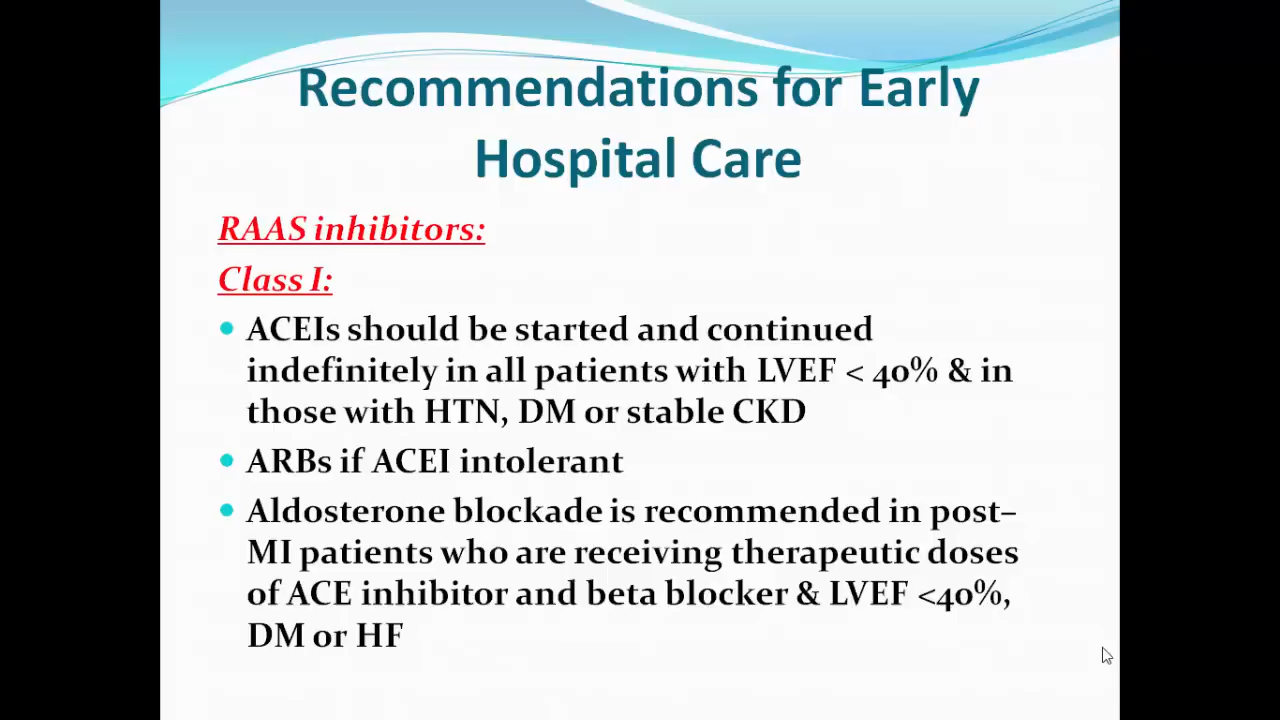 Recommendations for Early
Hospital Care
RAAS inhibitors:
Class I:
• ACEIs should be started and continued
indefinitely in all patients with LVEF < 40% & in
those with HTN, DM or stable CKD
• ARBs if ACEI intolerant
• Aldosterone blockade is recommended in post–
MI patients who are receiving therapeutic doses
of ACE inhibitor and beta blocker & LVEF <40%,
DM or HF